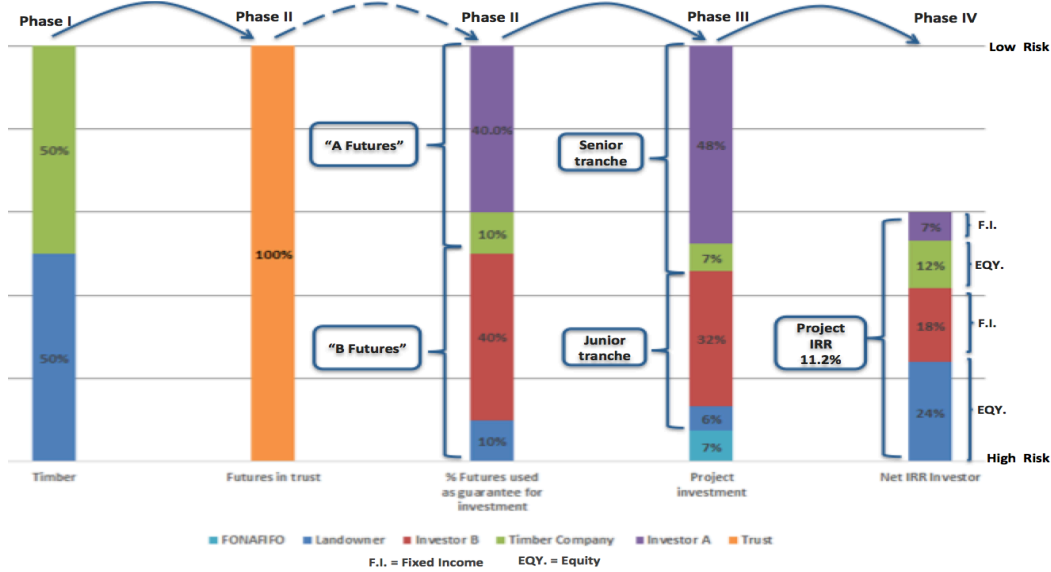 Phase I
Phase II
Phase II
Phase III
Phase IV
Low Risk
50%
50%
100%
"A Futures"
"B Futures"
40.0%
10%
40%
10%
Senior
tranche
Junior
tranche
48%
7%
32%
6%
7%
Project
IRR
11.2%
7%
12%
18%
24%
F.I.
EQY.
F.I.
EQY.
High Risk
Timber
Futures in trust
% Futures used
as guarantee for
investment
Project
investment
Net IRR Investor
FONAFIFO Landowner Investor B Timber Company Investor A Trust
F.I. = Fixed Income EQY. = Equity